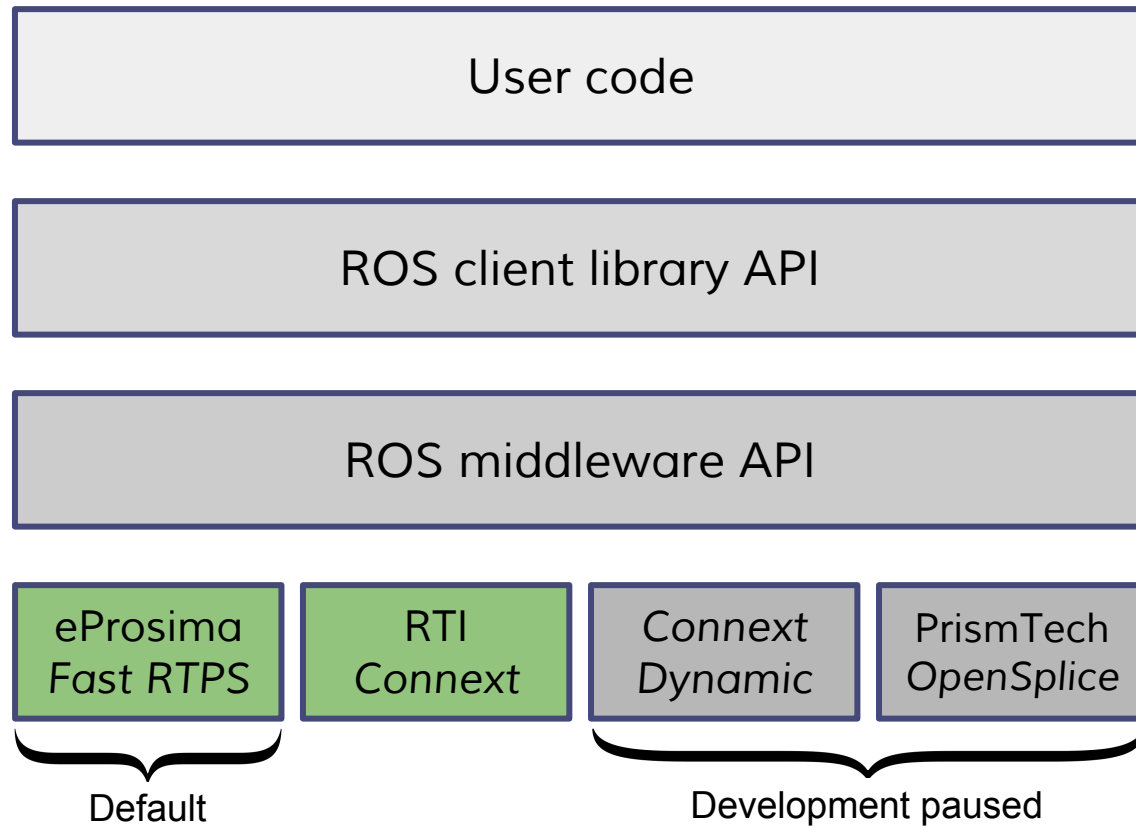 User code
ROS client library API
ROS middleware API
eProsima
Fast RTPS
RTI
Connext
Connext
Dynamic
PrismTech
OpenSplice
Default
Development paused